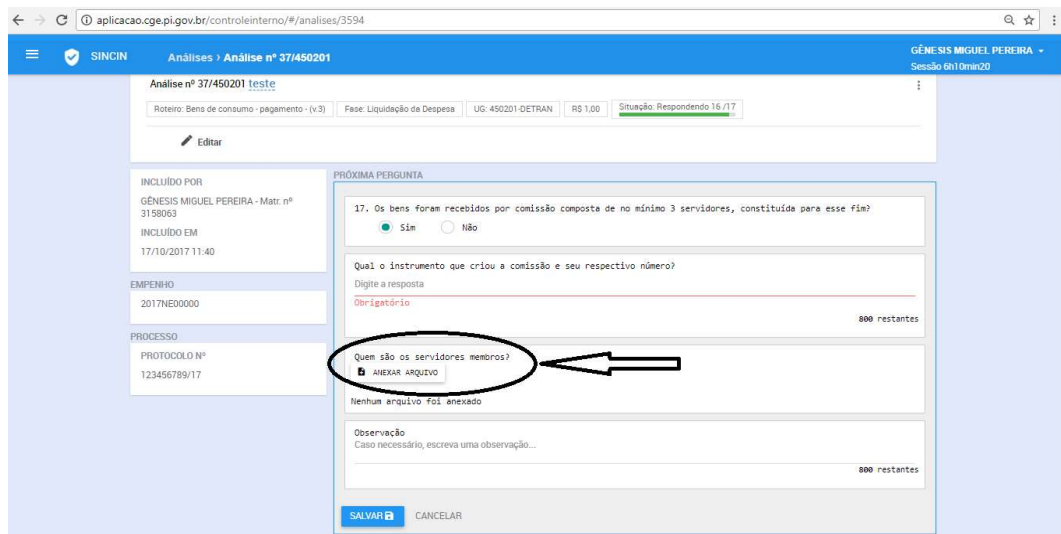 aplicacao.cge.pi.gov.br/controleinterno/#/analises/3594
SINCIN
Análises › Análise nº 37/450201
GÊNESIS MIGUEL PEREIRA
Sessão 6h10min20
Análise nº 37/450201 teste
Roteiro: Bens de consumo - pagamento - (v.3)
Fase: Liquidação da Despesa
UG: 450201-DETRAN
R$ 1,00
Situação: Respondendo 16 /17
Editar
INCLUÍDO POR
GÊNESIS MIGUEL PEREIRA - Matr. nº
3158063
INCLUÍDO EM
17/10/2017 11:40
EMPENHO
2017NE00000
PROCESSO
PROTOCOLO Nº
123456789/17
PRÓXIMA PERGUNTA
17. Os bens foram recebidos por comissão composta de no mínimo 3 servidores, constituída para esse fim?
Sim Não
Qual o instrumento que criou a comissão e seu respectivo número?
Digite a resposta
Obrigatório
800 restantes
Quem são os servidores membros?
ANEXAR ARQUIVO
Nenhum arquivo foi anexado
Observação
Caso necessário, escreva uma observação...
800 restantes
SALVAR
CANCELAR